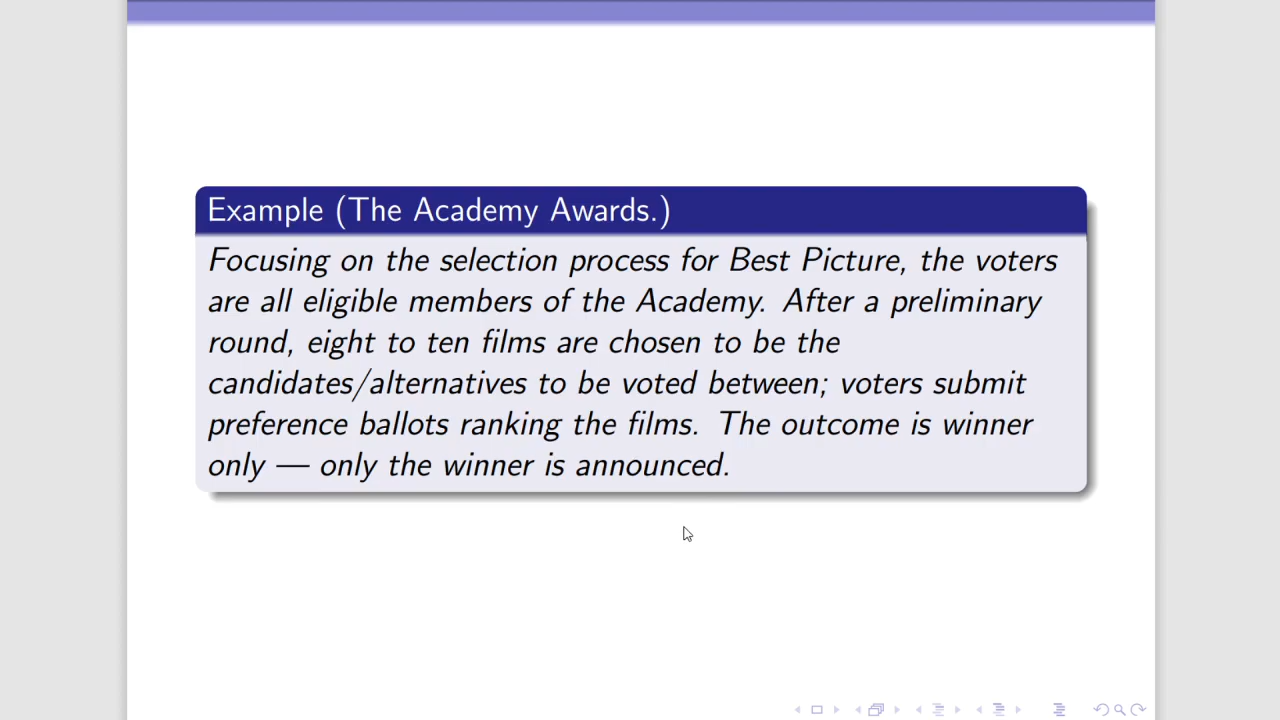 Example (The Academy Awards.)
Focusing on the selection process for Best Picture, the voters
are all eligible members of the Academy. After a preliminary
round, eight to ten films are chosen to be the
candidates/alternatives to be voted between; voters submit
preference ballots ranking the films. The outcome is winner
only — only the winner is announced.